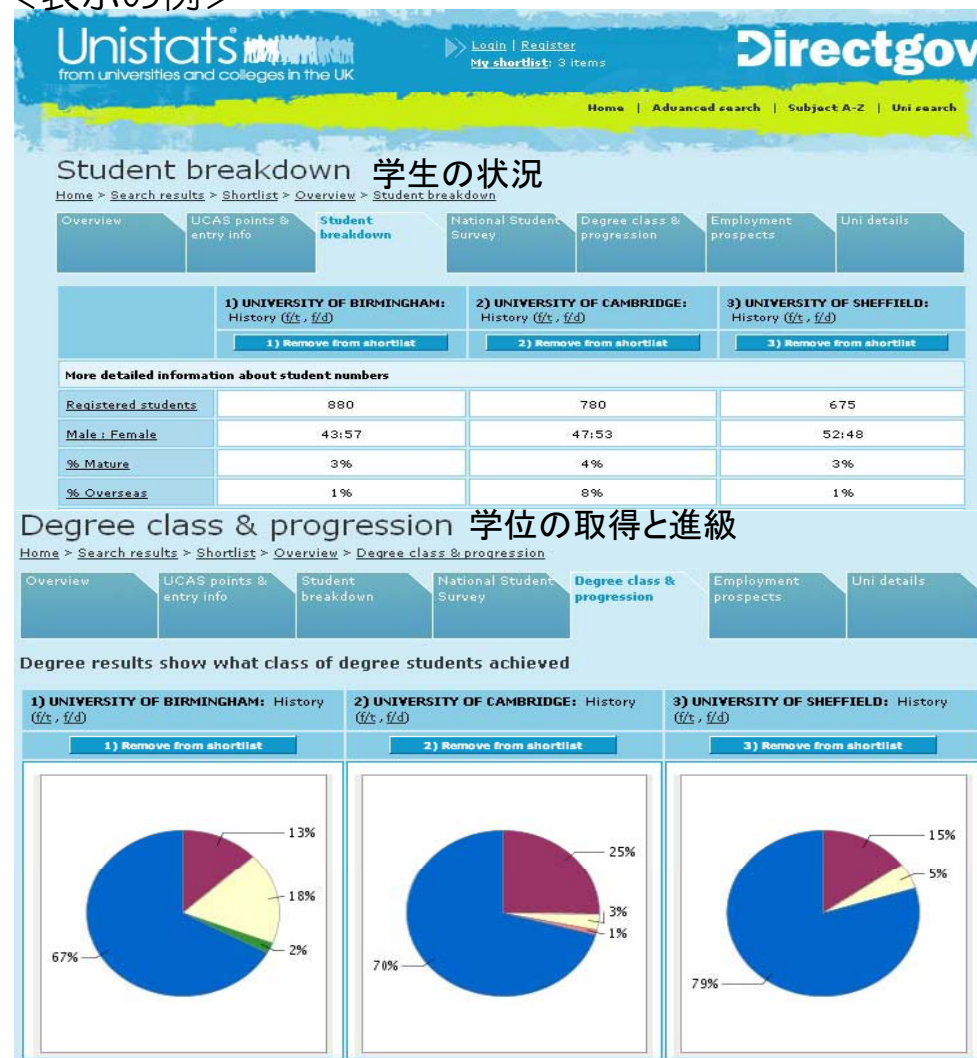 ＜表示の例＞
Unistats
from universities and colleges in the UK
Login | Register
My shortlist: 3 items
Directgov
Home | Advanced search | Subject A-Z | Uni search
Student breakdown 学生の状況
Home > Search results > Shortlist > Overview > Student breakdown
Overview
UCAS points & entry info
Student breakdown
National Student Survey
Degree class & progression
Employment prospects
Uni details
1) UNIVERSITY OF BIRMINGHAM: History (f/t , f/d)
2) UNIVERSITY OF CAMBRIDGE: History (f/t , f/d)
3) UNIVERSITY OF SHEFFIELD: History (f/t , f/d)
1) Remove from shortlist
2) Remove from shortlist
3) Remove from shortlist
More detailed information about student numbers
Registered students 880 780 675
Male : Female 43:57 47:53 52:48
% Mature 3% 4% 3%
% Overseas 1% 8% 1%
Degree class & progression 学位の取得と進級
Home > Search results > Shortlist > Overview > Degree class & progression
Overview
UCAS points & entry info
Student breakdown
National Student Survey
Degree class & progression
Employment prospects
Uni details
Degree results show what class of degree students achieved
1) UNIVERSITY OF BIRMINGHAM: History (f/t , f/d)
2) UNIVERSITY OF CAMBRIDGE: History (f/t , f/d)
3) UNIVERSITY OF SHEFFIELD: History (f/t , f/d)
1) Remove from shortlist
2) Remove from shortlist
3) Remove from shortlist
13%
18%
2%
67%
25%
3%
1%
70%
15%
5%
79%